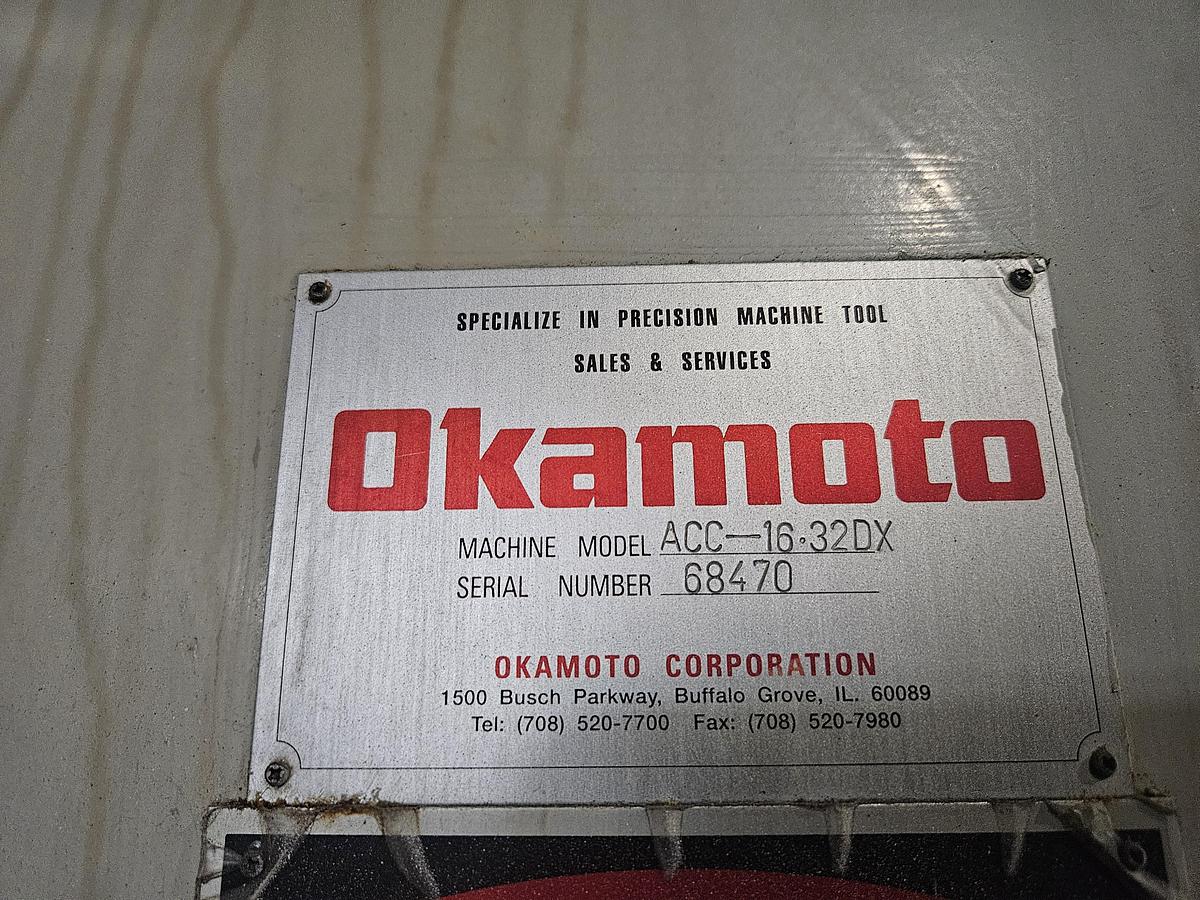 SPECIALIZE IN PRECISION MACHINE TOOL
SALES & SERVICES
Okamoto
MACHINE MODEL ACC—16·32DX
SERIAL NUMBER 68470
OKAMOTO CORPORATION
1500 Busch Parkway, Buffalo Grove, IL. 60089
Tel: (708) 520-7700 Fax: (708) 520-7980